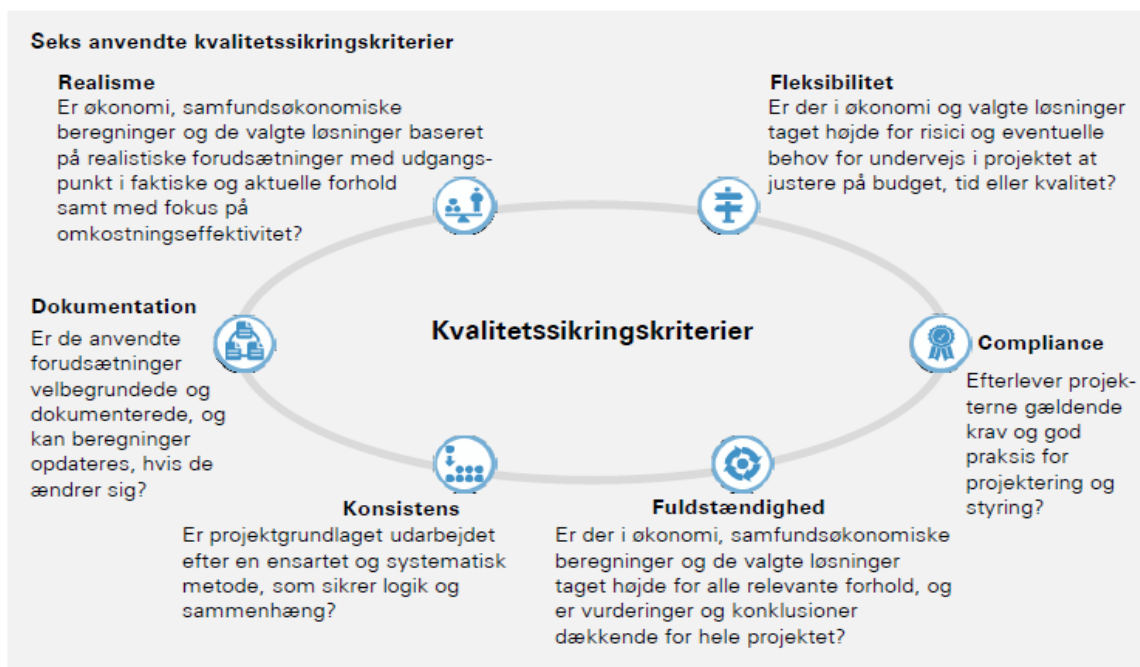 Seks anvendte kvalitetssikringskriterier
Realisme
Er økonomi, samfundsøkonomiske
beregninger og de valgte løsninger baseret
på realistiske forudsætninger med udgangs-
punkt i faktiske og aktuelle forhold
samt med fokus på
omkostningseffektivitet?
Fleksibilitet
Er der i økonomi og valgte løsninger
taget højde for risici og eventuelle
behov for undervejs i projektet at
justere på budget, tid eller kvalitet?
Dokumentation
Er de anvendte
forudsætninger
velbegrundede og
dokumenterede, og
kan beregninger
opdateres, hvis de
ændrer sig?
Kvalitetssikringskriterier
Compliance
Efterlever projek-
terne gældende
krav og god
praksis for
projektering og
styring?
Konsistens
Er projektgrundlaget udarbejdet
efter en ensartet og systematisk
metode, som sikrer logik og
sammenhæng?
Fuldstændighed
Er der i økonomi, samfundsøkonomiske
beregninger og de valgte løsninger
taget højde for alle relevante forhold, og
er vurderinger og konklusioner
dækkende for hele projektet?